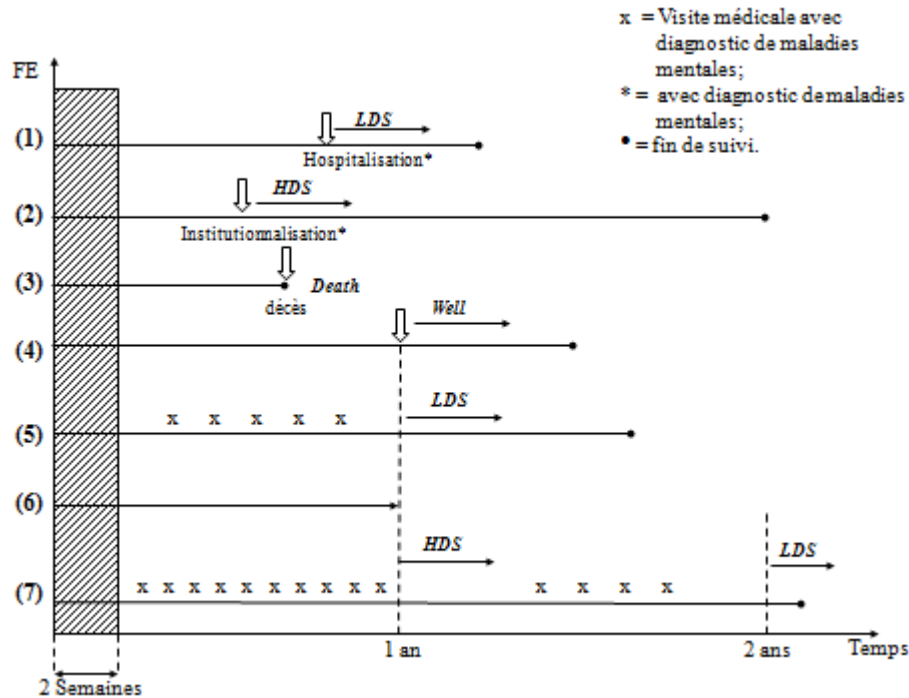 x = Visite médicale avec
diagnostic de maladies
mentales;
* = avec diagnostic de maladies
mentales;
• = fin de suivi.
FE
(1)
LDS
Hospitalisation*
(2)
HDS
Institutionnalisation*
(3)
Death
décès
(4)
Well
(5)
x x x x x
LDS
(6)
HDS
LDS
(7)
x x x x x x x x x x x x x x
1 an
2 ans
Temps
2 Semaines